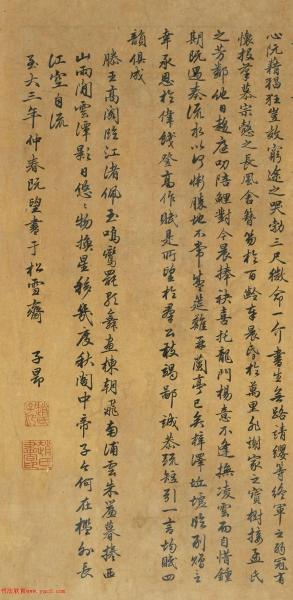 心阮藉猖狂豈效窮途之哭勃三尺微命一介書生無路請纓等終軍之弱冠有
懷投筆慕宗慤之長風舍簪笏於百齡奉晨昏於萬里非謝家之寶樹接孟氏
之芳鄰他日趨庭叨陪鯉對今晨捧袂喜托龍門楊意不逢撫凌雲而自惜鍾
期既遇奏流水以何慚勝地不常盛筵難再蘭亭已矣梓澤坵墟臨別贈言
幸承恩於偉餞登高作賦是所望於群公敢竭鄙誠恭疏短引一言均賦四
韻俱成
滕王高閣臨江渚佩玉鳴鸞罷歌舞畫棟朝飛南浦雲朱簾暮捲西
山雨閒雲潭影日悠々物換星移幾度秋閣中帝子今何在檻外長
江空自流
至大三年仲春既望書于松雪齋 子昂